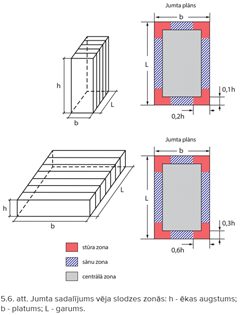 Jumta plāns
b
L
h
L
b
0,1h
0,2h
Jumta plāns
b
L
h
L
b
0,3h
0,6h
stūra zona
sānu zona
centrālā zona
5.6. att. Jumta sadalījums vēja slodzes zonās: h - ēkas augstums;
b - platums; L - garums.